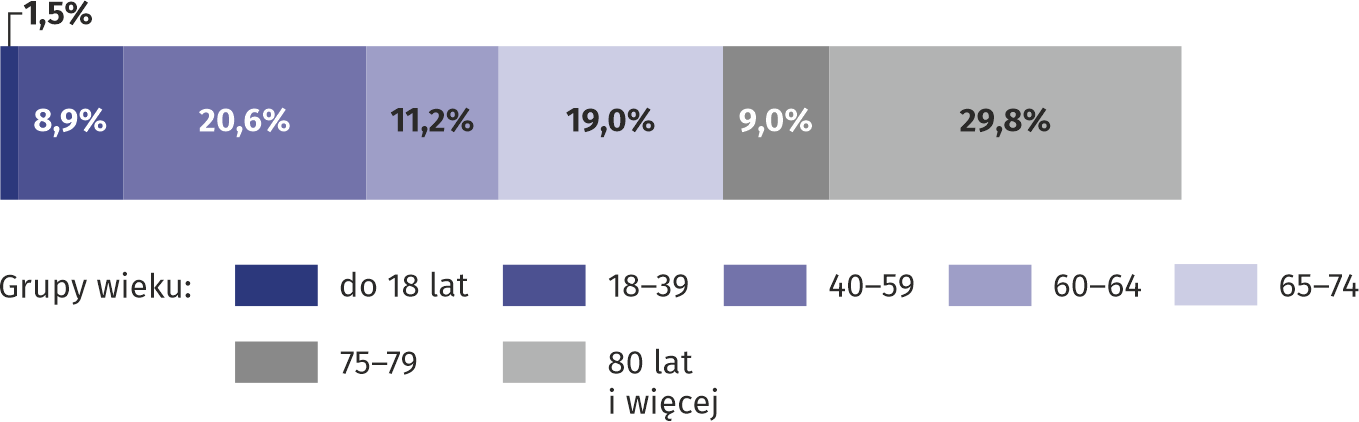 1,5%
8,9% 20,6% 11,2% 19,0% 9,0% 29,8%
Grupy wieku: do 18 lat 18–39 40–59 60–64 65–74
75–79 80 lat
i więcej